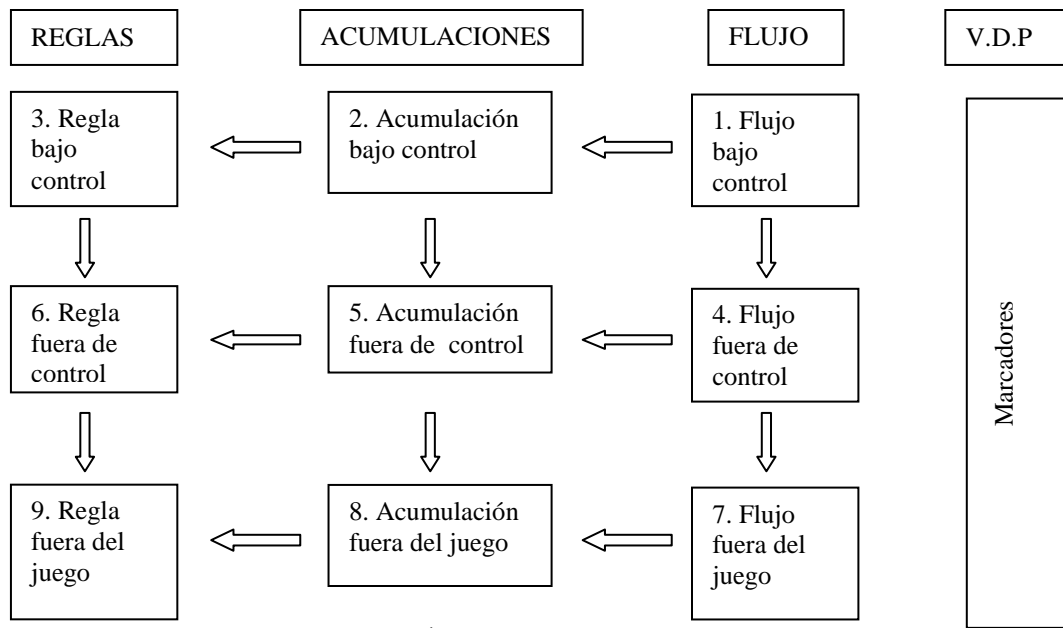 REGLAS
ACUMULACIONES
FLUJO
V.D.P
3. Regla
bajo
control
2. Acumulación
bajo control
1. Flujo
bajo
control
6. Regla
fuera de
control
5. Acumulación
fuera de control
4. Flujo
fuera de
control
9. Regla
fuera del
juego
8. Acumulación
fuera del juego
7. Flujo
fuera del
juego
Marcadores